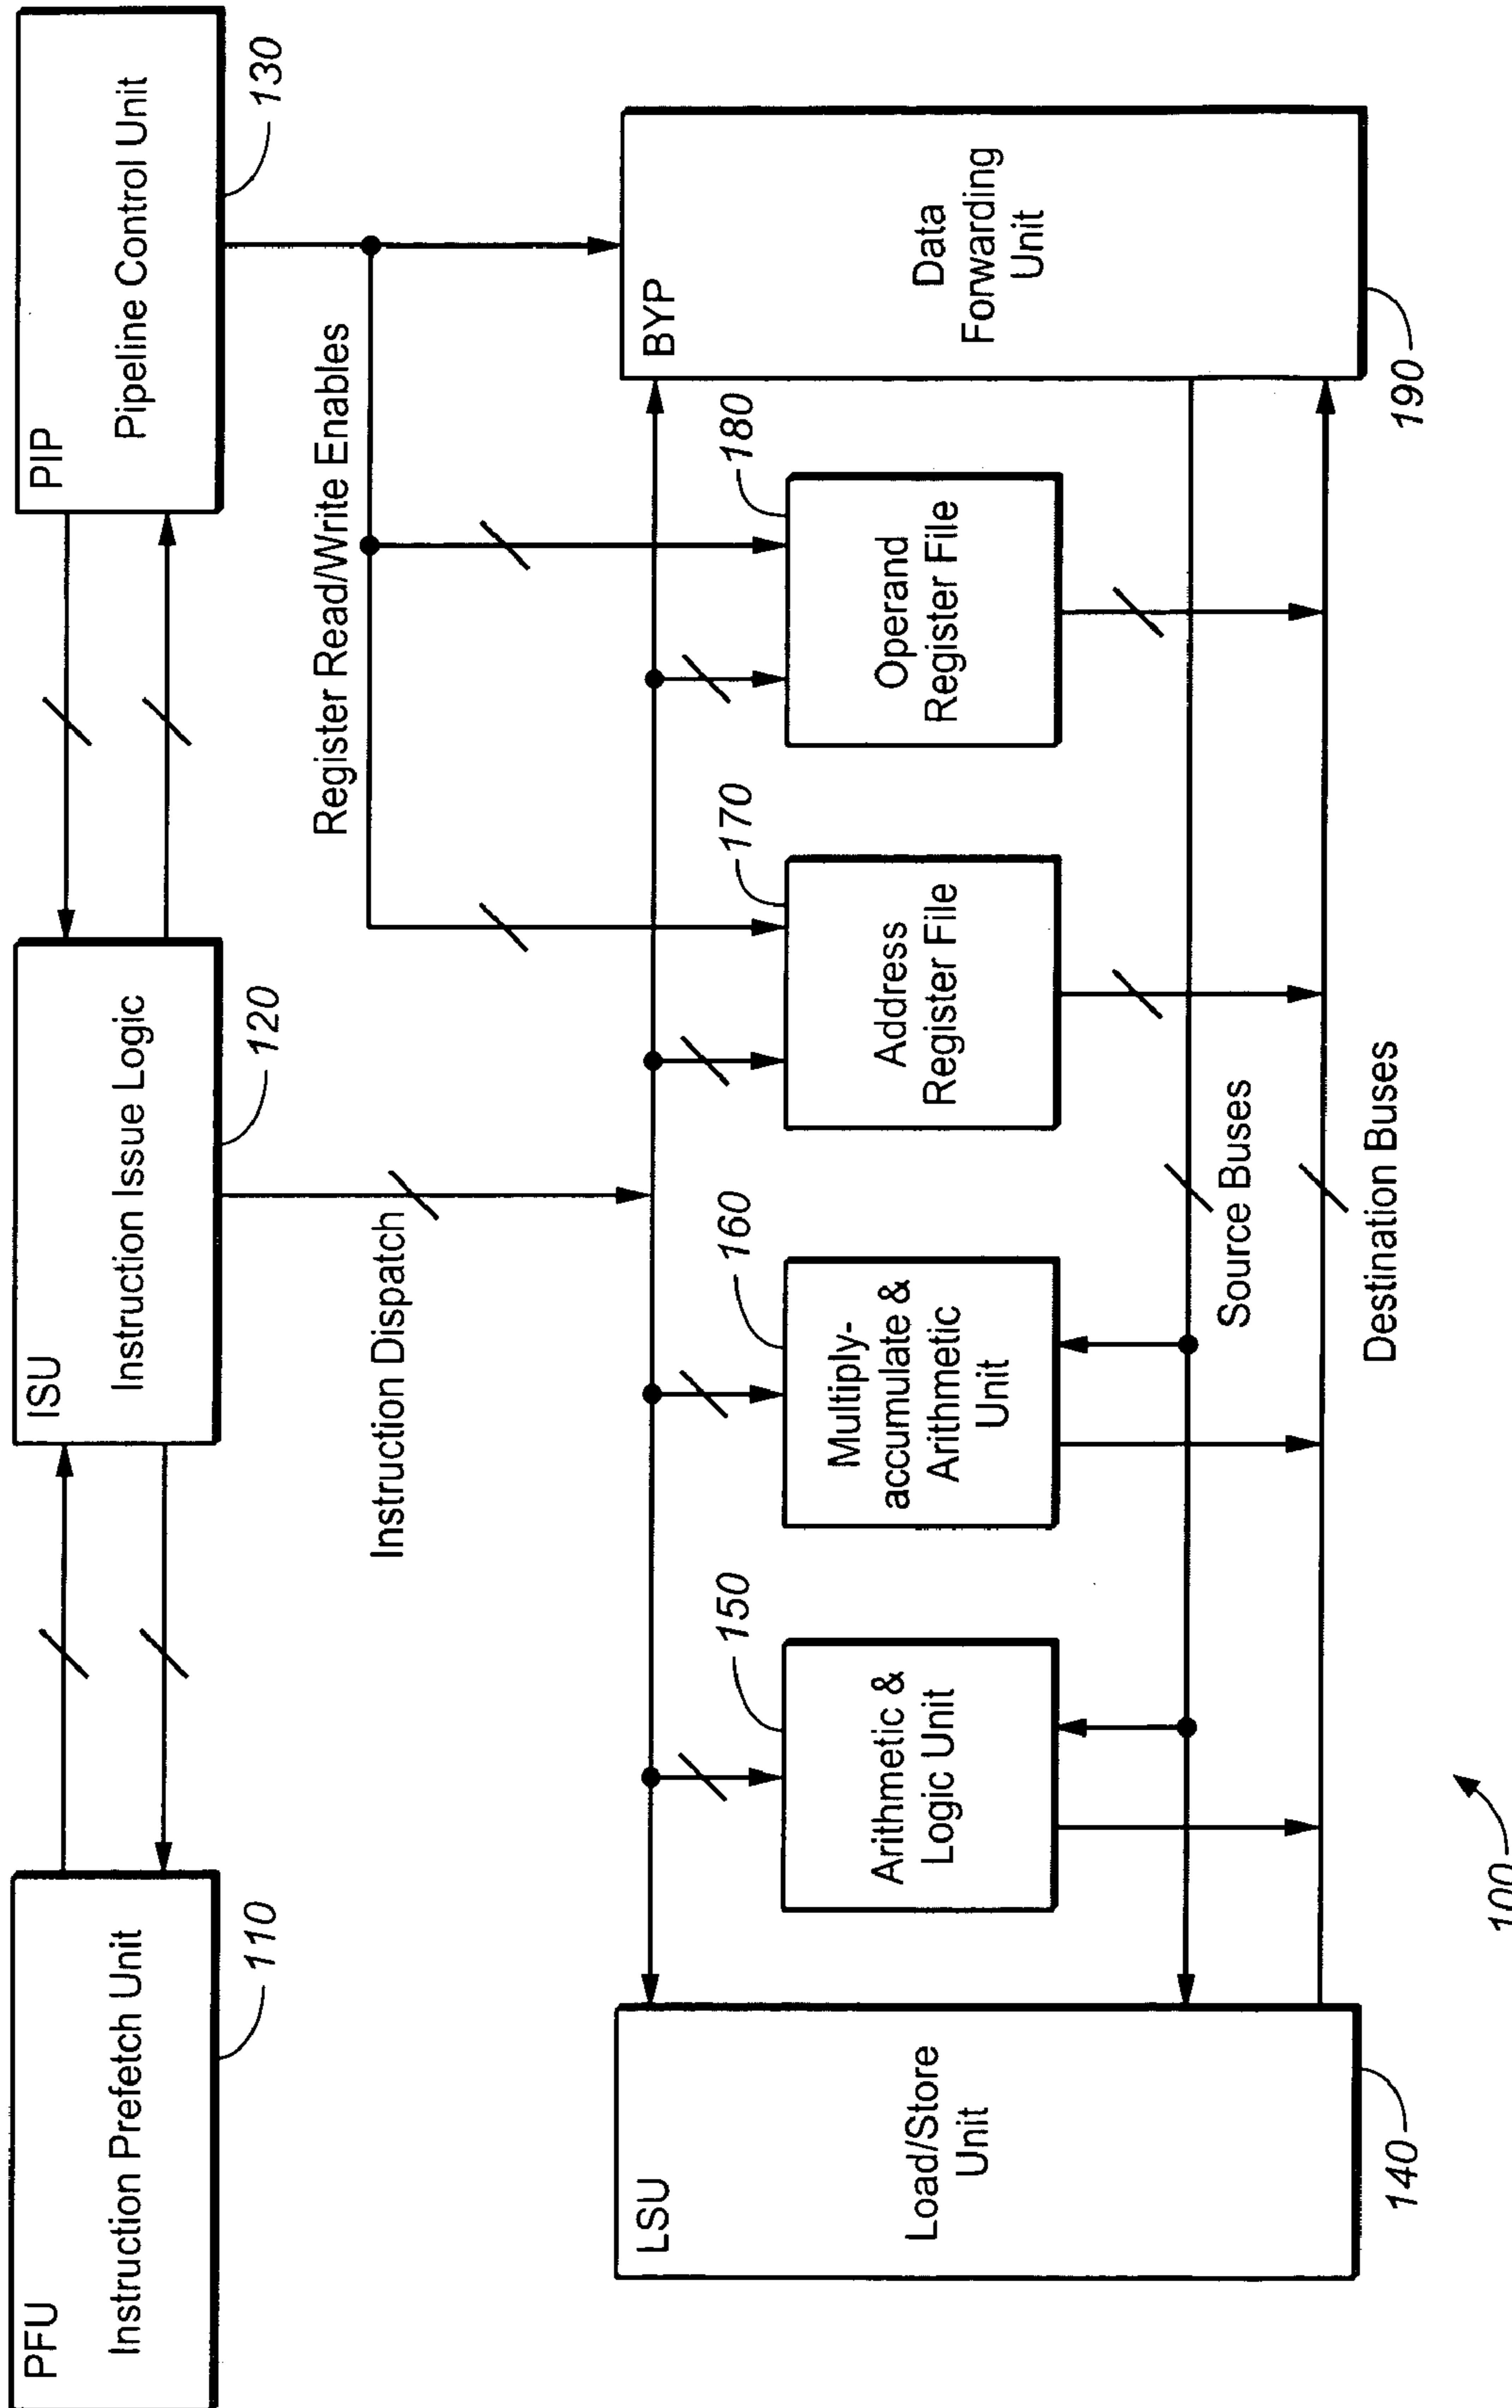 PFU
Instruction Prefetch Unit
110
ISU
Instruction Issue Logic
120
PIP
Pipeline Control Unit
130
Instruction Dispatch
Register Read/Write Enables
LSU
Load/Store
Unit
140
150
Arithmetic &
Logic Unit
160
Multiply-
accumulate &
Arithmetic
Unit
170
Address
Register File
180
Operand
Register File
BYP
Data
Forwarding
Unit
190
Source Buses
Destination Buses
100